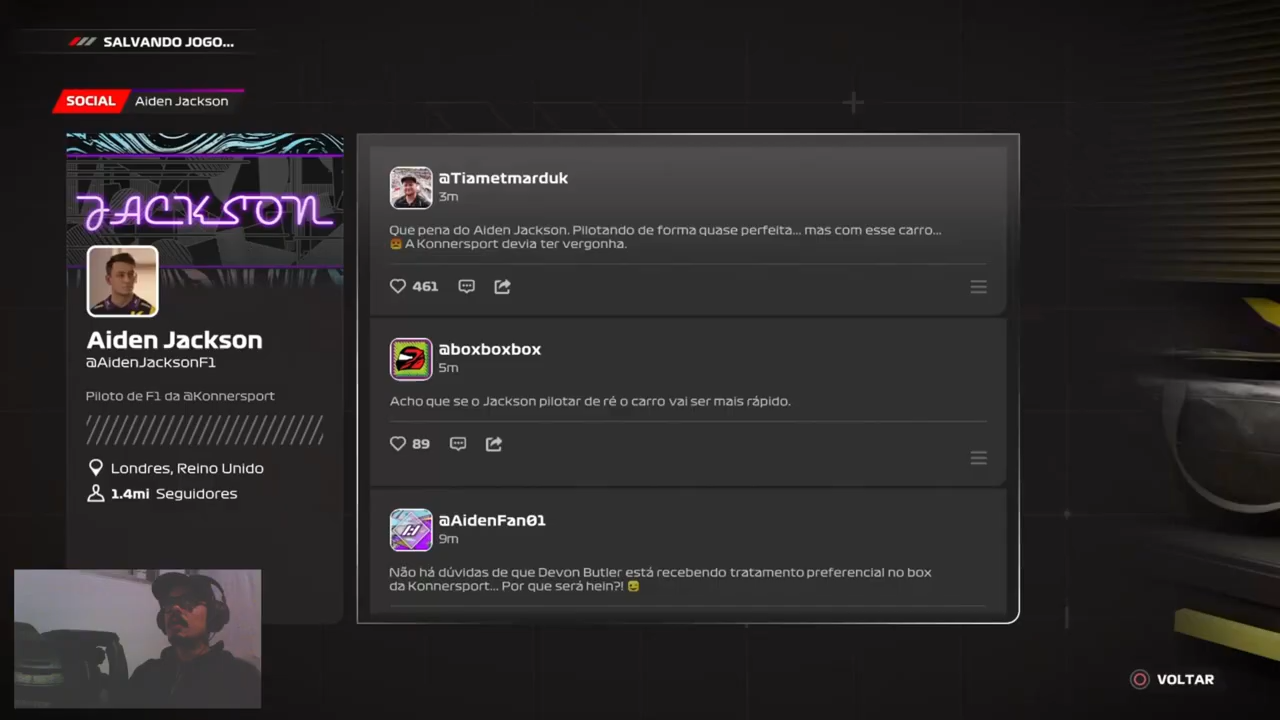 SALVANDO JOGO...
SOCIAL Aiden Jackson
JACKSON
Aiden Jackson
@AidenJacksonF1
Piloto de F1 da @Konnersport
Londres, Reino Unido
1.4mi Seguidores
@Tiametmarduk
3m
Que pena do Aiden Jackson. Pilotando de forma quase perfeita... mas com esse carro...
😡 A Konnersport devia ter vergonha.
461
@boxboxbox
5m
Acho que se o Jackson pilotar de ré o carro vai ser mais rápido.
89
@AidenFan01
9m
Não há dúvidas de que Devon Butler está recebendo tratamento preferencial no box
da Konnersport... Por que será hein?!
VOLTAR